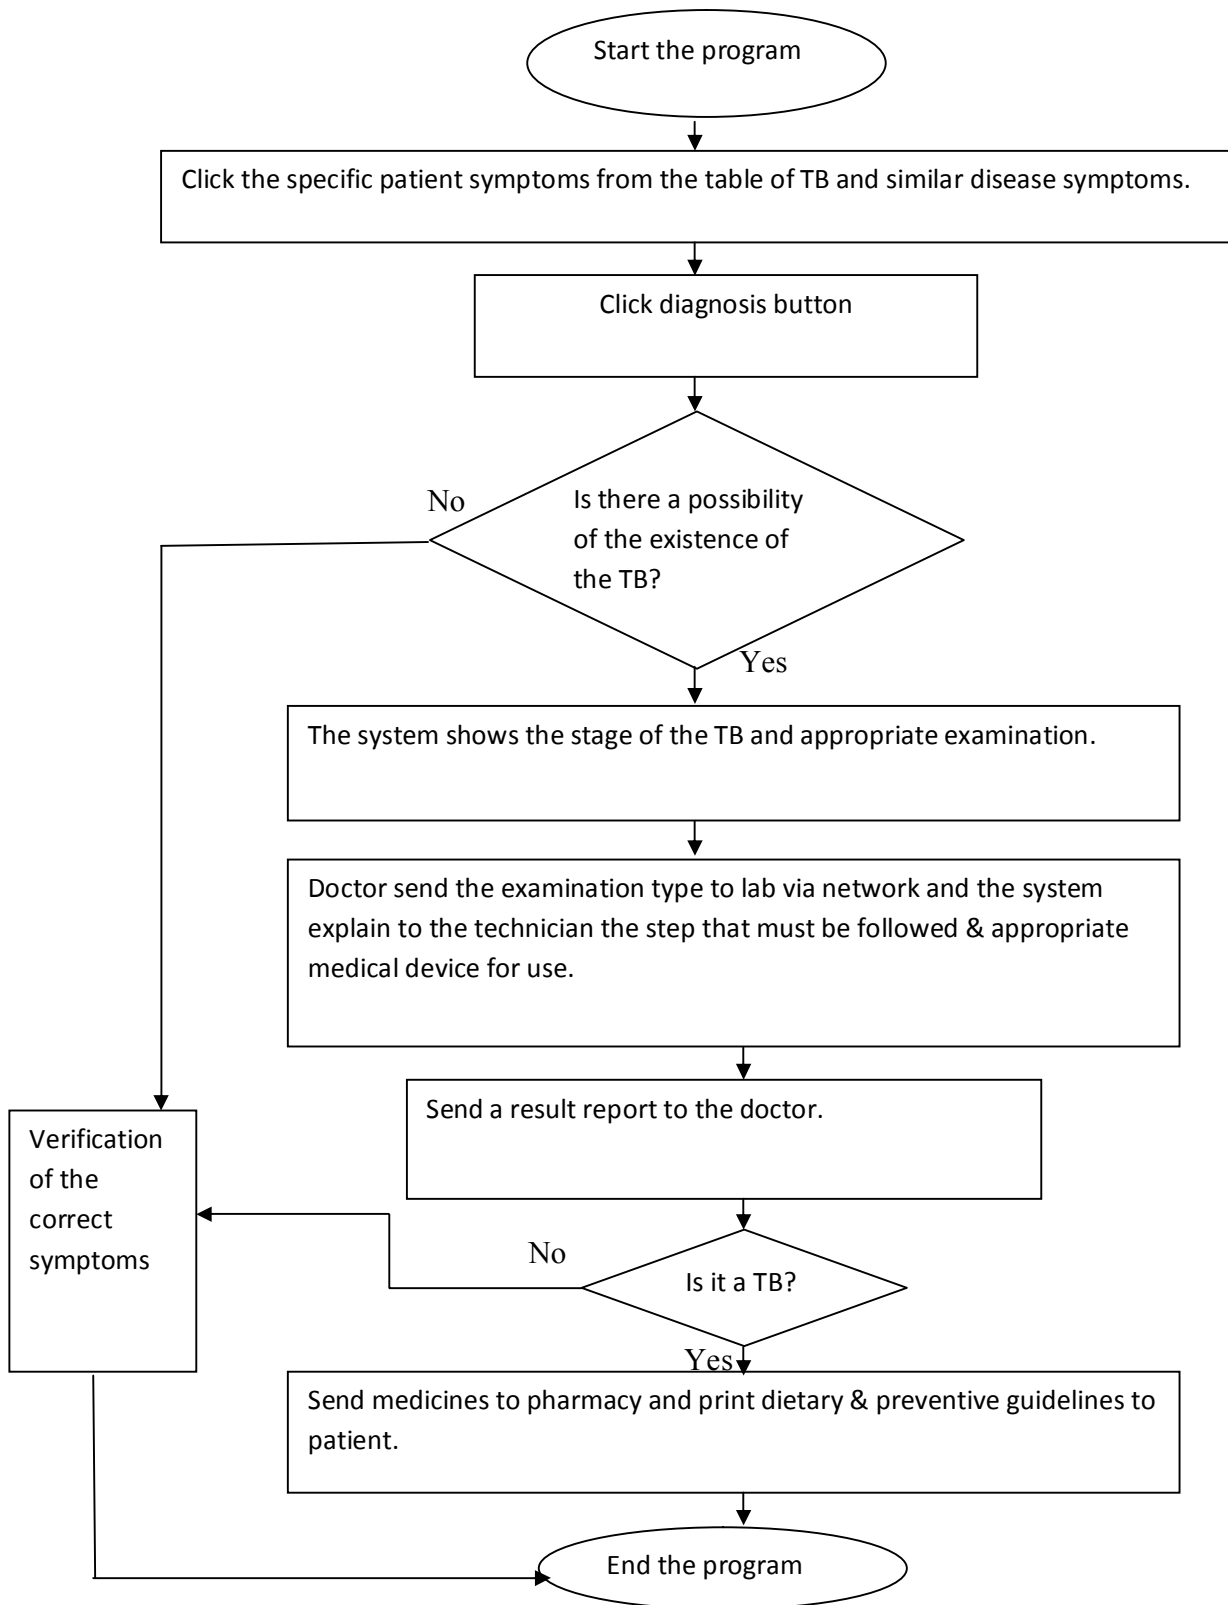 Start the program
Click the specific patient symptoms from the table of TB and similar disease symptoms.
Click diagnosis button
No
Is there a possibility
of the existence of
the TB?
Yes
The system shows the stage of the TB and appropriate examination.
Doctor send the examination type to lab via network and the system
explain to the technician the step that must be followed & appropriate
medical device for use.
Send a result report to the doctor.
Verification
of the
correct
symptoms
No
Is it a TB?
Yes
Send medicines to pharmacy and print dietary & preventive guidelines to
patient.
End the program